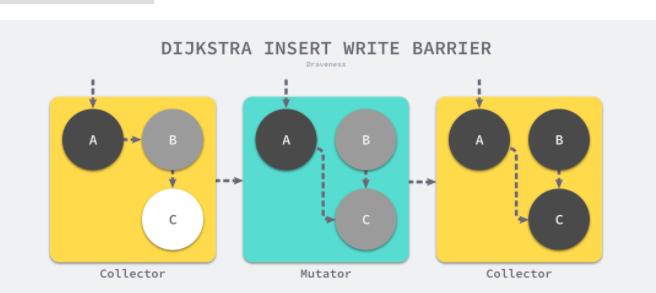 DIJKSTRA INSERT WRITE BARRIER
Draveness
A B A B A B
C C C
Collector Mutator Collector